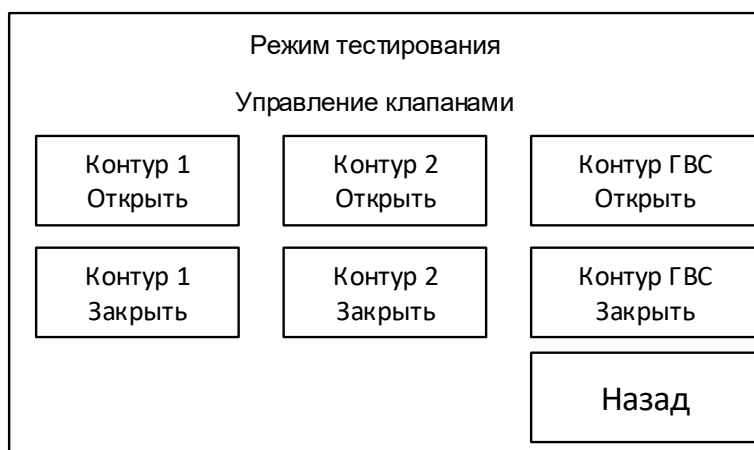 Режим тестирования
Управление клапанами
Контур 1
Открыть
Контур 2
Открыть
Контур ГВС
Открыть
Контур 1
Закрыть
Контур 2
Закрыть
Контур ГВС
Закрыть
Назад